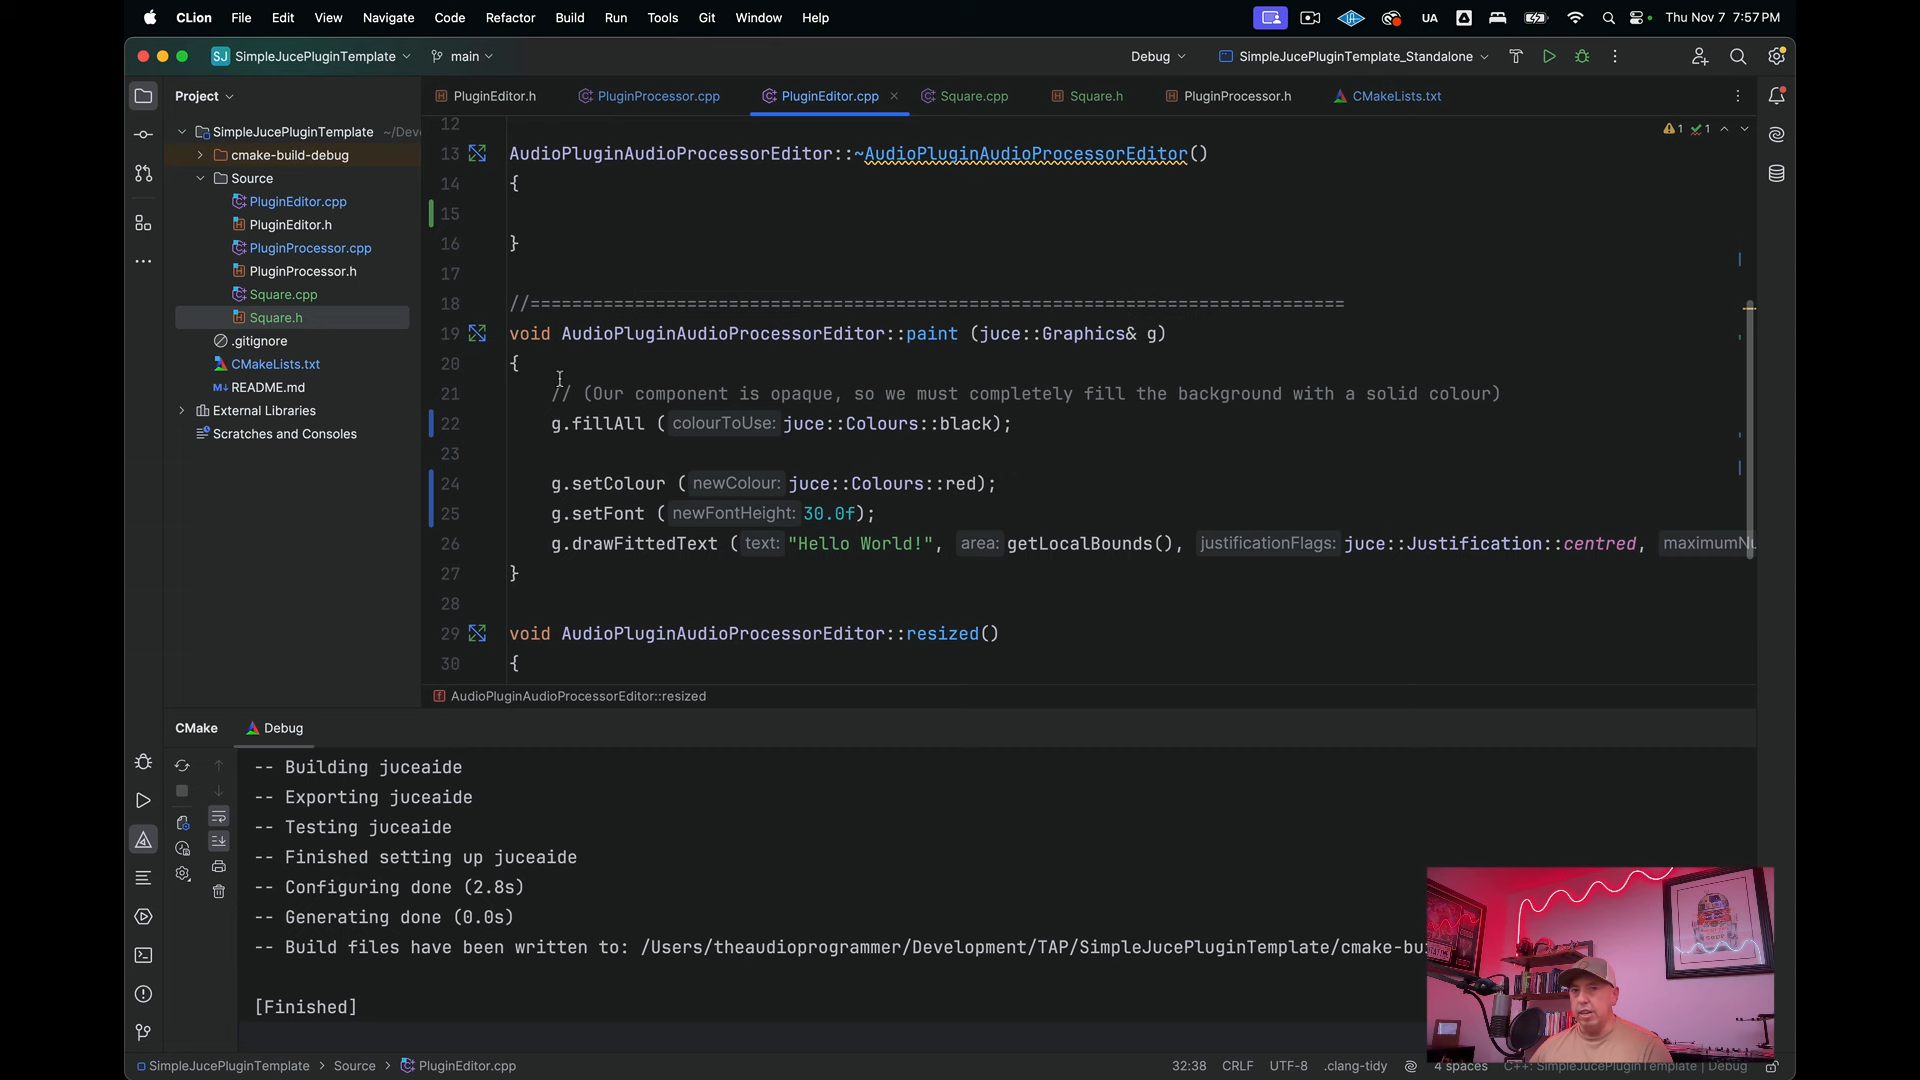 CLion File Edit View Navigate Code Refactor Build Run Tools Git Window Help
UA
Thu Nov 7 7:57 PM
SJ SimpleJucePluginTemplate main Debug SimpleJucePluginTemplate_Standalone
Project
PluginEditor.h PluginProcessor.cpp PluginEditor.cpp Square.cpp Square.h PluginProcessor.h CMakeLists.txt
SimpleJucePluginTemplate ~/Deve
cmake-build-debug
Source
PluginEditor.cpp
PluginEditor.h
PluginProcessor.cpp
PluginProcessor.h
Square.cpp
Square.h
.gitignore
CMakeLists.txt
README.md
External Libraries
Scratches and Consoles
1 1
12
13 AudioPluginAudioProcessorEditor::~AudioPluginAudioProcessorEditor()
14 {
15
16 }
17
18 //==============================================================================
19 void AudioPluginAudioProcessorEditor::paint (juce::Graphics& g)
20 {
21 // (Our component is opaque, so we must completely fill the background with a solid colour)
22 g.fillAll ( colourToUse: juce::Colours::black);
23
24 g.setColour ( newColour: juce::Colours::red);
25 g.setFont ( newFontHeight: 30.0f);
26 g.drawFittedText ( text: "Hello World!", area: getLocalBounds(), justificationFlags: juce::Justification::centred, maximumNu
27 }
28
29 void AudioPluginAudioProcessorEditor::resized()
30 {
AudioPluginAudioProcessorEditor::resized
CMake Debug
-- Building juceaide
-- Exporting juceaide
-- Testing juceaide
-- Finished setting up juceaide
-- Configuring done (2.8s)
-- Generating done (0.0s)
-- Build files have been written to: /Users/theaudioprogrammer/Development/TAP/SimpleJucePluginTemplate/cmake-bu
[Finished]
SimpleJucePluginTemplate > Source > PluginEditor.cpp
32:38 CRLF UTF-8 .clang-tidy 4 spaces C++: SimpleJucePluginTemplate | Debug